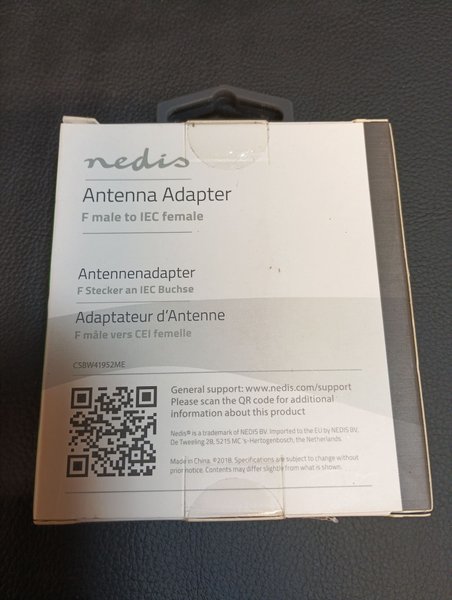 nedis
Antenna Adapter
F male to IEC female
Antennenadapter
F Stecker an IEC Buchse
Adaptateur d'Antenne
F mâle vers CEI femelle
CSBW41952ME
General support: www.nedis.com/support
Please scan the QR code for additional
information about this product
Nedis® is a trademark of NEDIS BV. Imported to the EU by NEDIS BV,
De Tweeling 28, 5215 MC 's-Hertogenbosch, the Netherlands.
Made in China. ©2018. Specifications are subject to change without
prior notice. Contents may differ slightle from what is shown.